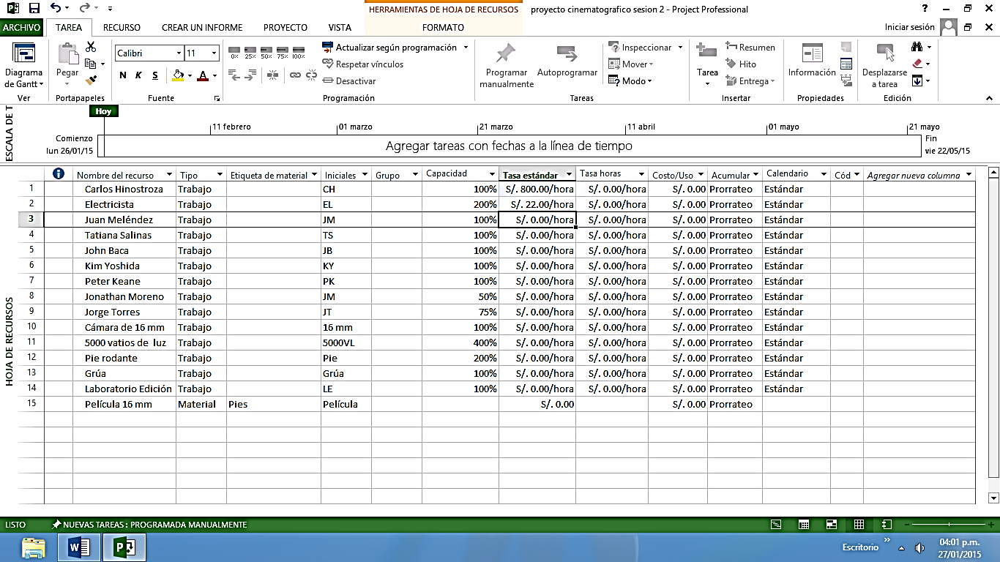 HERRAMIENTAS DE HOJA DE RECURSOS proyecto cinematografico sesion 2 - Project Professional ?
ARCHIVO TAREA RECURSO CREAR UN INFORME PROYECTO VISTA FORMATO Iniciar sesión
Calibri 11 0% 25% 50% 75% 100% Actualizar según programación Inspeccionar Resumen
Respetar vínculos Mover Hito
Diagrama de Gantt Pegar N K S A Desactivar Programar manualmente Autoprogramar Modo Tarea Entrega Información Desplazarse a tarea
Ver Portapapeles Fuente Programación Tareas Insertar Propiedades Edición
ESCALA DE T
Hoy
11 febrero 01 marzo 21 marzo 11 abril 01 mayo 21 mayo
Comienzo Fin
lun 26/01/15 Agregar tareas con fechas a la línea de tiempo vie 22/05/15
HOJA DE RECURSOS
Nombre del recurso Tipo Etiqueta de material Iniciales Grupo Capacidad Tasa estándar Tasa horas Costo/Uso Acumular Calendario Cód Agregar nueva columna
1 Carlos Hinostroza Trabajo CH 100% S/. 800.00/hora S/. 0.00/hora S/. 0.00 Prorrateo Estándar
2 Electricista Trabajo EL 200% S/. 22.00/hora S/. 0.00/hora S/. 0.00 Prorrateo Estándar
3 Juan Meléndez Trabajo JM 100% S/. 0.00/hora S/. 0.00/hora S/. 0.00 Prorrateo Estándar
4 Tatiana Salinas Trabajo TS 100% S/. 0.00/hora S/. 0.00/hora S/. 0.00 Prorrateo Estándar
5 John Baca Trabajo JB 100% S/. 0.00/hora S/. 0.00/hora S/. 0.00 Prorrateo Estándar
6 Kim Yoshida Trabajo KY 100% S/. 0.00/hora S/. 0.00/hora S/. 0.00 Prorrateo Estándar
7 Peter Keane Trabajo PK 100% S/. 0.00/hora S/. 0.00/hora S/. 0.00 Prorrateo Estándar
8 Jonathan Moreno Trabajo JM 50% S/. 0.00/hora S/. 0.00/hora S/. 0.00 Prorrateo Estándar
9 Jorge Torres Trabajo JT 75% S/. 0.00/hora S/. 0.00/hora S/. 0.00 Prorrateo Estándar
10 Cámara de 16 mm Trabajo 16 mm 100% S/. 0.00/hora S/. 0.00/hora S/. 0.00 Prorrateo Estándar
11 5000 vatios de luz Trabajo 5000VL 400% S/. 0.00/hora S/. 0.00/hora S/. 0.00 Prorrateo Estándar
12 Pie rodante Trabajo Pie 200% S/. 0.00/hora S/. 0.00/hora S/. 0.00 Prorrateo Estándar
13 Grúa Trabajo Grúa 100% S/. 0.00/hora S/. 0.00/hora S/. 0.00 Prorrateo Estándar
14 Laboratorio Edición Trabajo LE 100% S/. 0.00/hora S/. 0.00/hora S/. 0.00 Prorrateo Estándar
15 Película 16 mm Material Pies Película S/. 0.00 S/. 0.00 Prorrateo
LISTO NUEVAS TAREAS : PROGRAMADA MANUALMENTE
Escritorio 04:01 p.m.
27/01/2015